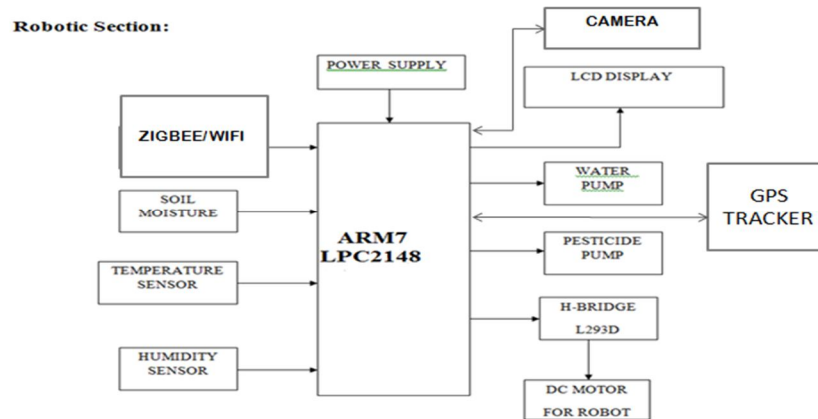 Robotic Section:
CAMERA
POWER SUPPLY
LCD DISPLAY
ZIGBEE/WIFI
WATER
PUMP
GPS
TRACKER
SOIL
MOISTURE
ARM7
LPC2148
PESTICIDE
PUMP
TEMPERATURE
SENSOR
H-BRIDGE
L293D
HUMIDITY
SENSOR
DC MOTOR
FOR ROBOT